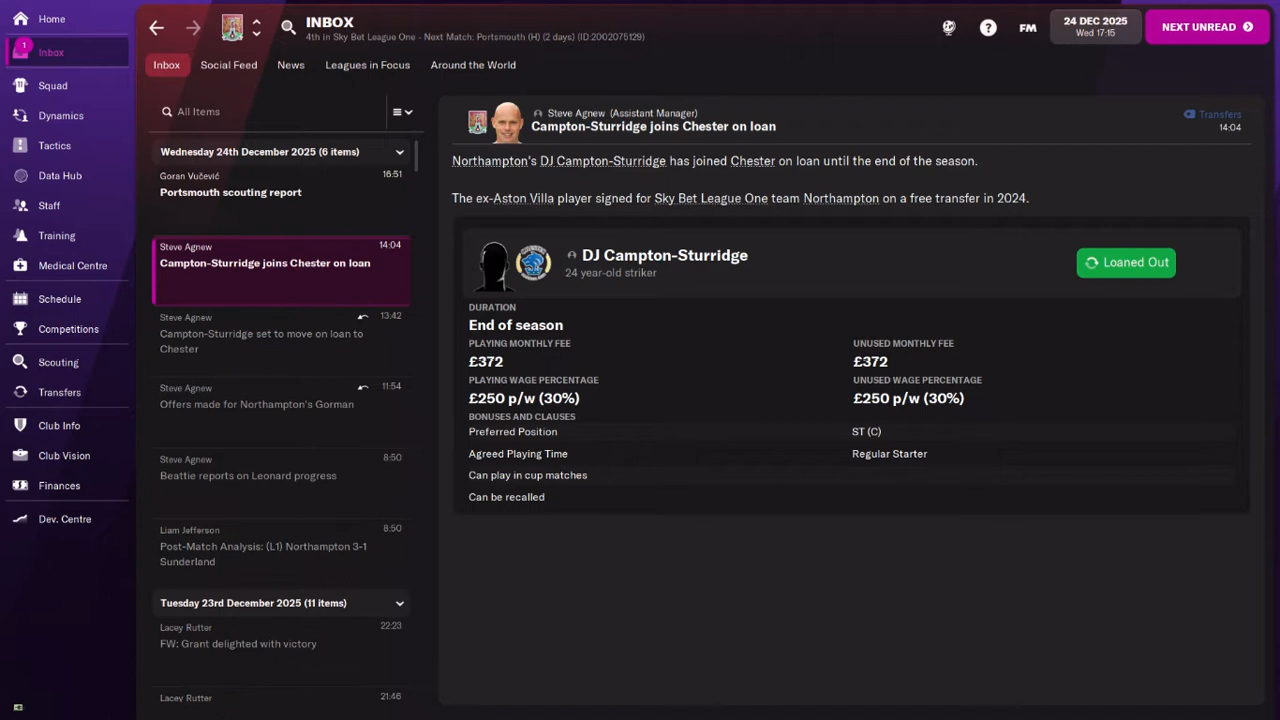 Home
1
Inbox
Squad
Dynamics
Tactics
Data Hub
Staff
Training
Medical Centre
Schedule
Competitions
Scouting
Transfers
Club Info
Club Vision
Finances
Dev. Centre
INBOX
4th in Sky Bet League One - Next Match: Portsmouth (H) (2 days) (ID:2002075129)
?
FM
24 DEC 2025
Wed 17:15
NEXT UNREAD
Inbox
Social Feed
News
Leagues in Focus
Around the World
All Items
Wednesday 24th December 2025 (6 items)
Goran Vučević 16:51
Portsmouth scouting report
Steve Agnew 14:04
Campton-Sturridge joins Chester on loan
Steve Agnew 13:42
Campton-Sturridge set to move on loan to
Chester
Steve Agnew 11:54
Offers made for Northampton's Gorman
Steve Agnew 8:50
Beattie reports on Leonard progress
Liam Jefferson 8:50
Post-Match Analysis: (L1) Northampton 3-1
Sunderland
Tuesday 23rd December 2025 (11 items)
Lacey Rutter 22:23
FW: Grant delighted with victory
Lacey Rutter 21:46
Steve Agnew (Assistant Manager)
Campton-Sturridge joins Chester on loan
Transfers
14:04
Northampton's DJ Campton-Sturridge has joined Chester on loan until the end of the season.
The ex-Aston Villa player signed for Sky Bet League One team Northampton on a free transfer in 2024.
DJ Campton-Sturridge
24 year-old striker
Loaned Out
DURATION
End of season
PLAYING MONTHLY FEE UNUSED MONTHLY FEE
£372 £372
PLAYING WAGE PERCENTAGE UNUSED WAGE PERCENTAGE
£250 p/w (30%) £250 p/w (30%)
BONUSES AND CLAUSES
Preferred Position ST (C)
Agreed Playing Time Regular Starter
Can play in cup matches
Can be recalled